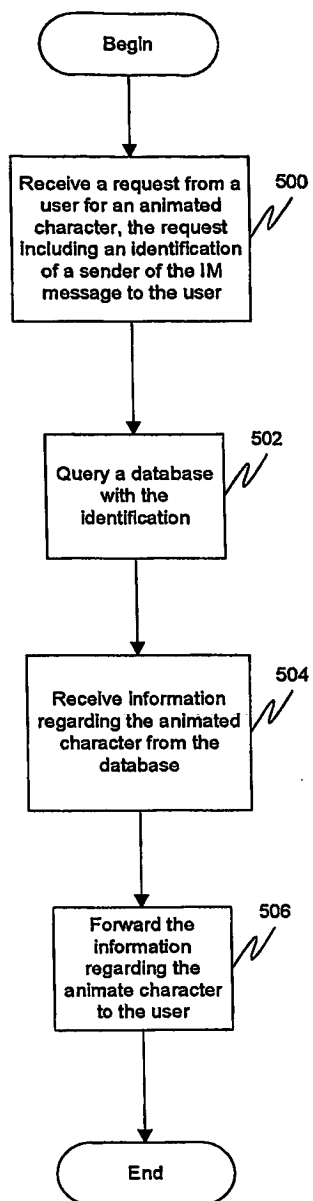 Begin
500
Receive a request from a
user for an animated
character, the request
including an identification
of a sender of the IM
message to the user
502
Query a database
with the
identification
504
Receive information
regarding the animated
character from the
database
506
Forward the
information
regarding the
animate character
to the user
End